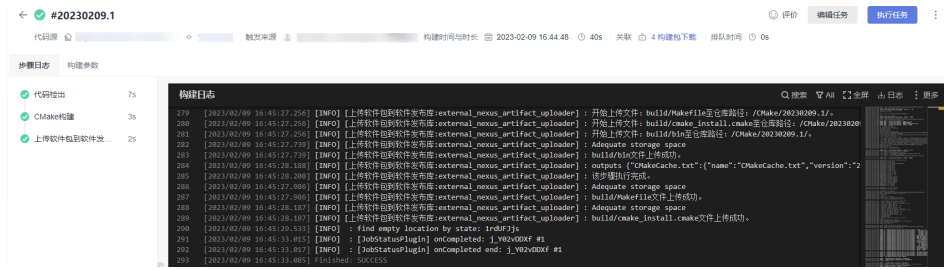 ← #20230209.1 评价 编辑任务 执行任务
代码源 触发来源 构建时间与时长 2023-02-09 16:44:48 40s 关联 4 构建包下载 排队时间 0s
步骤日志 构建参数
代码检出 7s
CMake构建 3s
上传软件包到软件发... 2s
构建日志 搜索 All 全屏 日志 更多
279 [2023/02/09 16:45:27.256] [INFO] [上传软件包到软件发布库:external_nexus_artifact_uploader] : 开始上传文件: build/Makefile至仓库路径: /CMake/20230209.1/。
280 [2023/02/09 16:45:27.256] [INFO] [上传软件包到软件发布库:external_nexus_artifact_uploader] : 开始上传文件: build/cmake_install.cmake至仓库路径: /CMake/20230209
281 [2023/02/09 16:45:27.256] [INFO] [上传软件包到软件发布库:external_nexus_artifact_uploader] : 开始上传文件: build/bin至仓库路径: /CMake/20230209.1/。
282 [2023/02/09 16:45:27.739] [INFO] [上传软件包到软件发布库:external_nexus_artifact_uploader] : Adequate storage space
283 [2023/02/09 16:45:27.739] [INFO] [上传软件包到软件发布库:external_nexus_artifact_uploader] : build/bin文件上传成功。
284 [2023/02/09 16:45:28.188] [INFO] [上传软件包到软件发布库:external_nexus_artifact_uploader] : outputs {"CMakeCache.txt":{"name":"CMakeCache.txt","version":"2
285 [2023/02/09 16:45:28.208] [INFO] [上传软件包到软件发布库:external_nexus_artifact_uploader] : 该步骤执行完成。
286 [2023/02/09 16:45:27.986] [INFO] [上传软件包到软件发布库:external_nexus_artifact_uploader] : Adequate storage space
287 [2023/02/09 16:45:27.986] [INFO] [上传软件包到软件发布库:external_nexus_artifact_uploader] : build/Makefile文件上传成功。
288 [2023/02/09 16:45:28.187] [INFO] [上传软件包到软件发布库:external_nexus_artifact_uploader] : Adequate storage space
289 [2023/02/09 16:45:28.187] [INFO] [上传软件包到软件发布库:external_nexus_artifact_uploader] : build/cmake_install.cmake文件上传成功。
290 [2023/02/09 16:45:29.533] [INFO] : find empty location by state: 1rdUFJjs
291 [2023/02/09 16:45:33.015] [INFO] : [JobStatusPlugin] onCompleted: j_Y02vDDXf #1
292 [2023/02/09 16:45:33.017] [INFO] : [JobStatusPlugin] onCompleted end: j_Y02vDDXf #1
293 [2023/02/09 16:45:33.085] Finished: SUCCESS